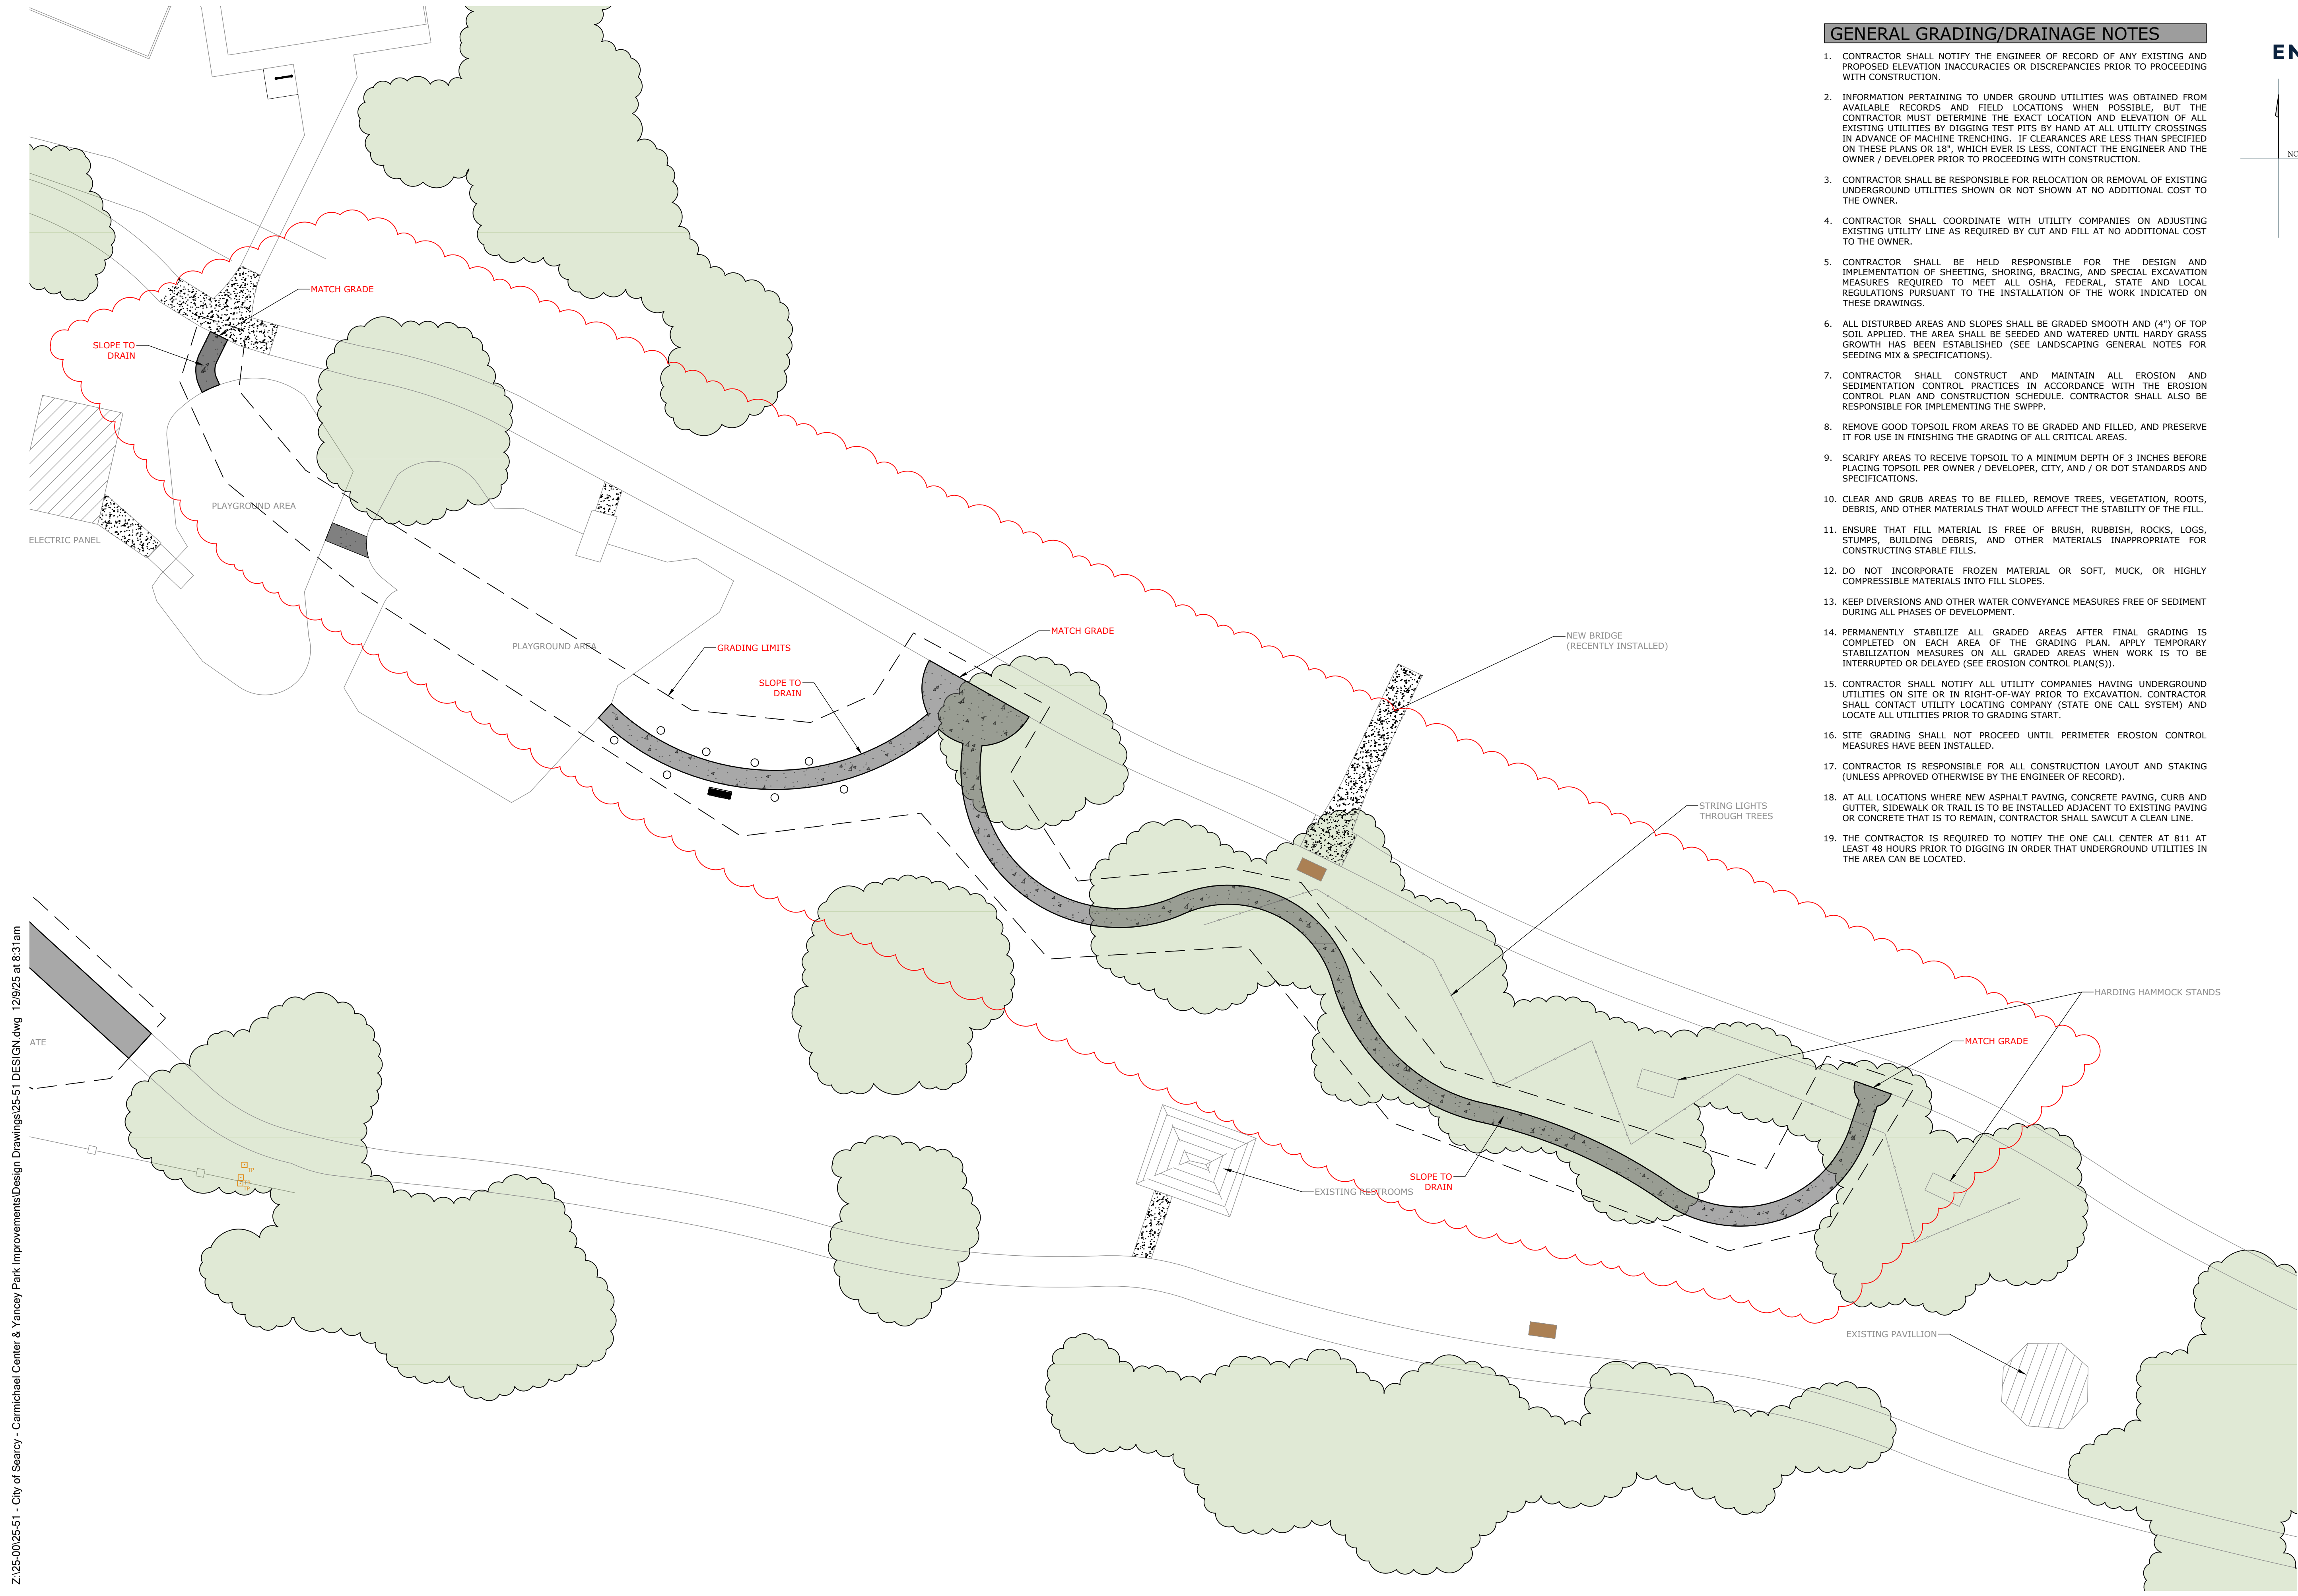 GENERAL GRADING/DRAINAGE NOTES
1. CONTRACTOR SHALL NOTIFY THE ENGINEER OF RECORD OF ANY EXISTING AND
PROPOSED ELEVATION INACCURACIES OR DISCREPANCIES PRIOR TO PROCEEDING
WITH CONSTRUCTION.
2. INFORMATION PERTAINING TO UNDER GROUND UTILITIES WAS OBTAINED FROM
AVAILABLE RECORDS AND FIELD LOCATIONS WHEN POSSIBLE, BUT THE
CONTRACTOR MUST DETERMINE THE EXACT LOCATION AND ELEVATION OF ALL
EXISTING UTILITIES BY DIGGING TEST PITS BY HAND AT ALL UTILITY CROSSINGS
IN ADVANCE OF MACHINE TRENCHING. IF CLEARANCES ARE LESS THAN SPECIFIED
ON THESE PLANS OR 18", WHICH EVER IS LESS, CONTACT THE ENGINEER AND THE
OWNER / DEVELOPER PRIOR TO PROCEEDING WITH CONSTRUCTION.
3. CONTRACTOR SHALL BE RESPONSIBLE FOR RELOCATION OR REMOVAL OF EXISTING
UNDERGROUND UTILITIES SHOWN OR NOT SHOWN AT NO ADDITIONAL COST TO
THE OWNER.
4. CONTRACTOR SHALL COORDINATE WITH UTILITY COMPANIES ON ADJUSTING
EXISTING UTILITY LINE AS REQUIRED BY CUT AND FILL AT NO ADDITIONAL COST
TO THE OWNER.
5. CONTRACTOR SHALL BE HELD RESPONSIBLE FOR THE DESIGN AND
IMPLEMENTATION OF SHEETING, SHORING, BRACING, AND SPECIAL EXCAVATION
MEASURES REQUIRED TO MEET ALL OSHA, FEDERAL, STATE AND LOCAL
REGULATIONS PURSUANT TO THE INSTALLATION OF THE WORK INDICATED ON
THESE DRAWINGS.
6. ALL DISTURBED AREAS AND SLOPES SHALL BE GRADED SMOOTH AND (4") OF TOP
SOIL APPLIED. THE AREA SHALL BE SEEDED AND WATERED UNTIL HARDY GRASS
GROWTH HAS BEEN ESTABLISHED (SEE LANDSCAPING GENERAL NOTES FOR
SEEDING MIX & SPECIFICATIONS).
7. CONTRACTOR SHALL CONSTRUCT AND MAINTAIN ALL EROSION AND
SEDIMENTATION CONTROL PRACTICES IN ACCORDANCE WITH THE EROSION
CONTROL PLAN AND CONSTRUCTION SCHEDULE. CONTRACTOR SHALL ALSO BE
RESPONSIBLE FOR IMPLEMENTING THE SWPPP.
8. REMOVE GOOD TOPSOIL FROM AREAS TO BE GRADED AND FILLED, AND PRESERVE
IT FOR USE IN FINISHING THE GRADING OF ALL CRITICAL AREAS.
9. SCARIFY AREAS TO RECEIVE TOPSOIL TO A MINIMUM DEPTH OF 3 INCHES BEFORE
PLACING TOPSOIL PER OWNER / DEVELOPER, CITY, AND / OR DOT STANDARDS AND
SPECIFICATIONS.
10. CLEAR AND GRUB AREAS TO BE FILLED, REMOVE TREES, VEGETATION, ROOTS,
DEBRIS, AND OTHER MATERIALS THAT WOULD AFFECT THE STABILITY OF THE FILL.
11. ENSURE THAT FILL MATERIAL IS FREE OF BRUSH, RUBBISH, ROCKS, LOGS,
STUMPS, BUILDING DEBRIS, AND OTHER MATERIALS INAPPROPRIATE FOR
CONSTRUCTING STABLE FILLS.
12. DO NOT INCORPORATE FROZEN MATERIAL OR SOFT, MUCK, OR HIGHLY
COMPRESSIBLE MATERIALS INTO FILL SLOPES.
13. KEEP DIVERSIONS AND OTHER WATER CONVEYANCE MEASURES FREE OF SEDIMENT
DURING ALL PHASES OF DEVELOPMENT.
14. PERMANENTLY STABILIZE ALL GRADED AREAS AFTER FINAL GRADING IS
COMPLETED ON EACH AREA OF THE GRADING PLAN. APPLY TEMPORARY
STABILIZATION MEASURES ON ALL GRADED AREAS WHEN WORK IS TO BE
INTERRUPTED OR DELAYED (SEE EROSION CONTROL PLAN(S)).
15. CONTRACTOR SHALL NOTIFY ALL UTILITY COMPANIES HAVING UNDERGROUND
UTILITIES ON SITE OR IN RIGHT-OF-WAY PRIOR TO EXCAVATION. CONTRACTOR
SHALL CONTACT UTILITY LOCATING COMPANY (STATE ONE CALL SYSTEM) AND
LOCATE ALL UTILITIES PRIOR TO GRADING START.
16. SITE GRADING SHALL NOT PROCEED UNTIL PERIMETER EROSION CONTROL
MEASURES HAVE BEEN INSTALLED.
17. CONTRACTOR IS RESPONSIBLE FOR ALL CONSTRUCTION LAYOUT AND STAKING
(UNLESS APPROVED OTHERWISE BY THE ENGINEER OF RECORD).
18. AT ALL LOCATIONS WHERE NEW ASPHALT PAVING, CONCRETE PAVING, CURB AND
GUTTER, SIDEWALK OR TRAIL IS TO BE INSTALLED ADJACENT TO EXISTING PAVING
OR CONCRETE THAT IS TO REMAIN, CONTRACTOR SHALL SAWCUT A CLEAN LINE.
19. THE CONTRACTOR IS REQUIRED TO NOTIFY THE ONE CALL CENTER AT 811 AT
LEAST 48 HOURS PRIOR TO DIGGING IN ORDER THAT UNDERGROUND UTILITIES IN
THE AREA CAN BE LOCATED.
EN
NO
MATCH GRADE
SLOPE TO
DRAIN
PLAYGROUND AREA
ELECTRIC PANEL
PLAYGROUND AREA
GRADING LIMITS
MATCH GRADE
SLOPE TO
DRAIN
NEW BRIDGE
(RECENTLY INSTALLED)
STRING LIGHTS
THROUGH TREES
HARDING HAMMOCK STANDS
MATCH GRADE
ATE
TP
TP
TP
SLOPE TO
DRAIN
EXISTING RESTROOMS
EXISTING PAVILLION
Z:\25-00\25-51 - City of Searcy - Carmichael Center & Yancey Park Improvements\Design Drawings\25-51 DESIGN.dwg 12/9/25 at 8:31am